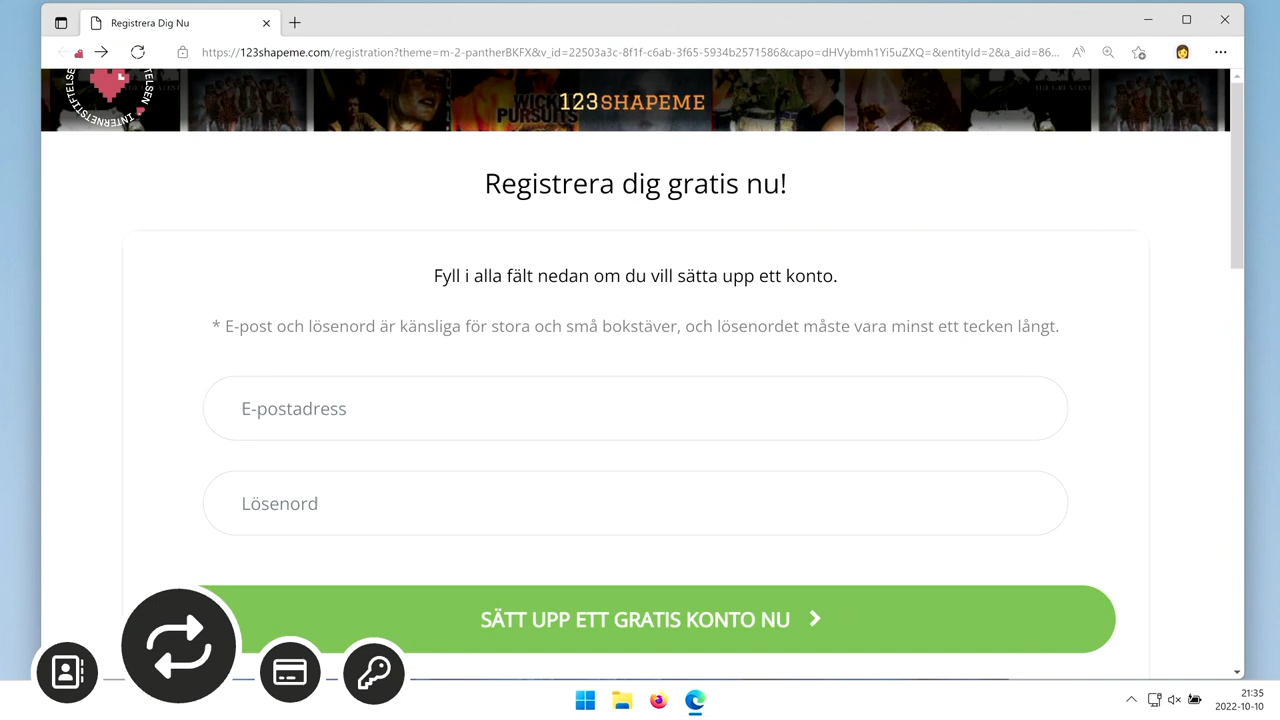 Registrera Dig Nu
https://123shapeme.com/registration?theme=m-2-pantherBKFX&v_id=22503a3c-8f1f-c6ab-3f65-5934b2571586&capo=dHVybmh1Yi5uZXQ=&entityId=2&a_aid=86...
INTERNETSTIFTELSEN
WICK
PURSUITS
123SHAPEME
Registrera dig gratis nu!
Fyll i alla fält nedan om du vill sätta upp ett konto.
* E-post och lösenord är känsliga för stora och små bokstäver, och lösenordet måste vara minst ett tecken långt.
E-postadress
Lösenord
SÄTT UPP ETT GRATIS KONTO NU
21:35
2022-10-10